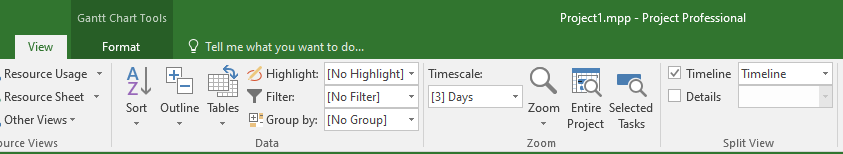 Gantt Chart Tools
Project1.mpp - Project Professional
View
Format
Tell me what you want to do...
Resource Usage
Resource Sheet
Other Views
ource Views
Sort
Outline
Tables
Highlight: [No Highlight]
Filter: [No Filter]
Group by: [No Group]
Data
Timescale:
[3] Days
Zoom
Entire
Project
Selected
Tasks
Zoom
Timeline Timeline
Details
Split View